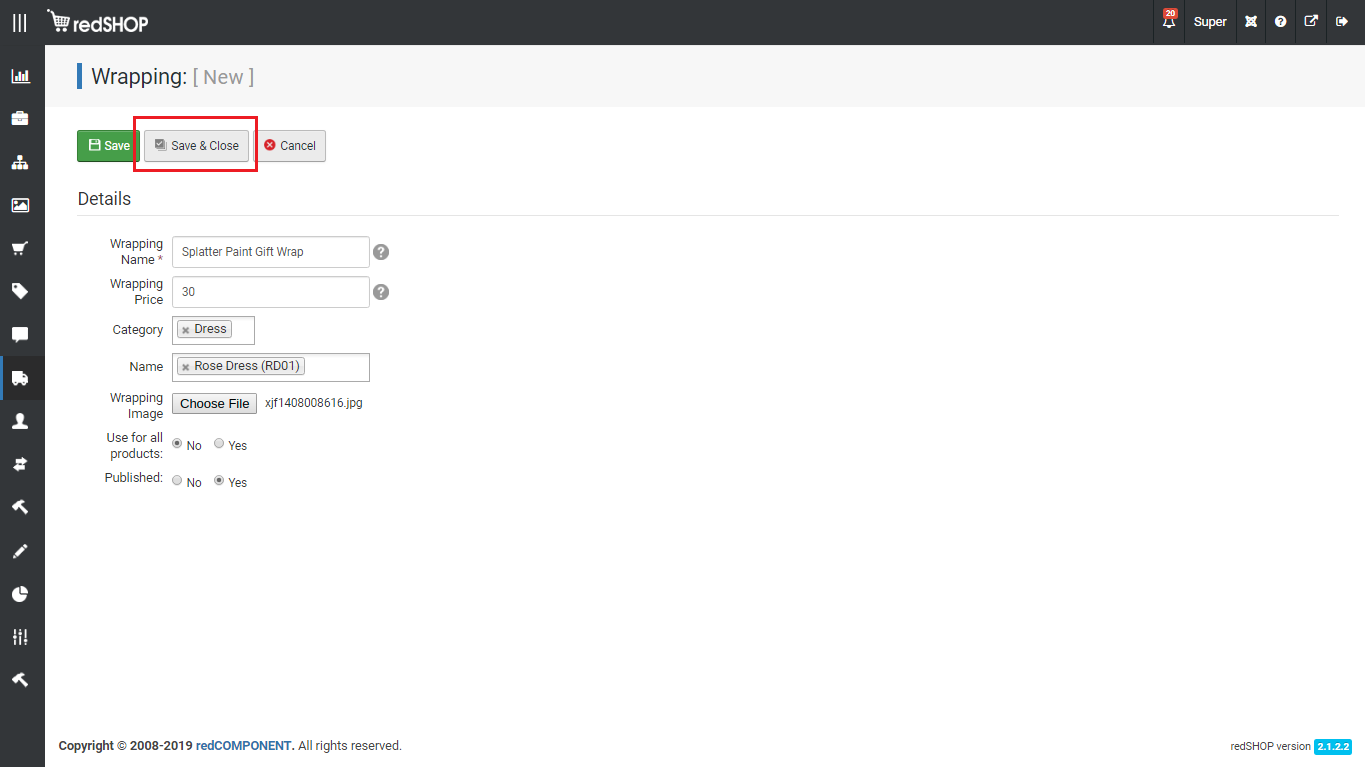 redSHOP
20
Super
Wrapping: [ New ]
Save
Save & Close
Cancel
Details
Wrapping Name *
Splatter Paint Gift Wrap
Wrapping Price
30
Category
Dress
Name
Rose Dress (RD01)
Wrapping Image
Choose File xjf1408008616.jpg
Use for all products:
No Yes
Published:
No Yes
Copyright © 2008-2019 redCOMPONENT. All rights reserved.
redSHOP version 2.1.2.2